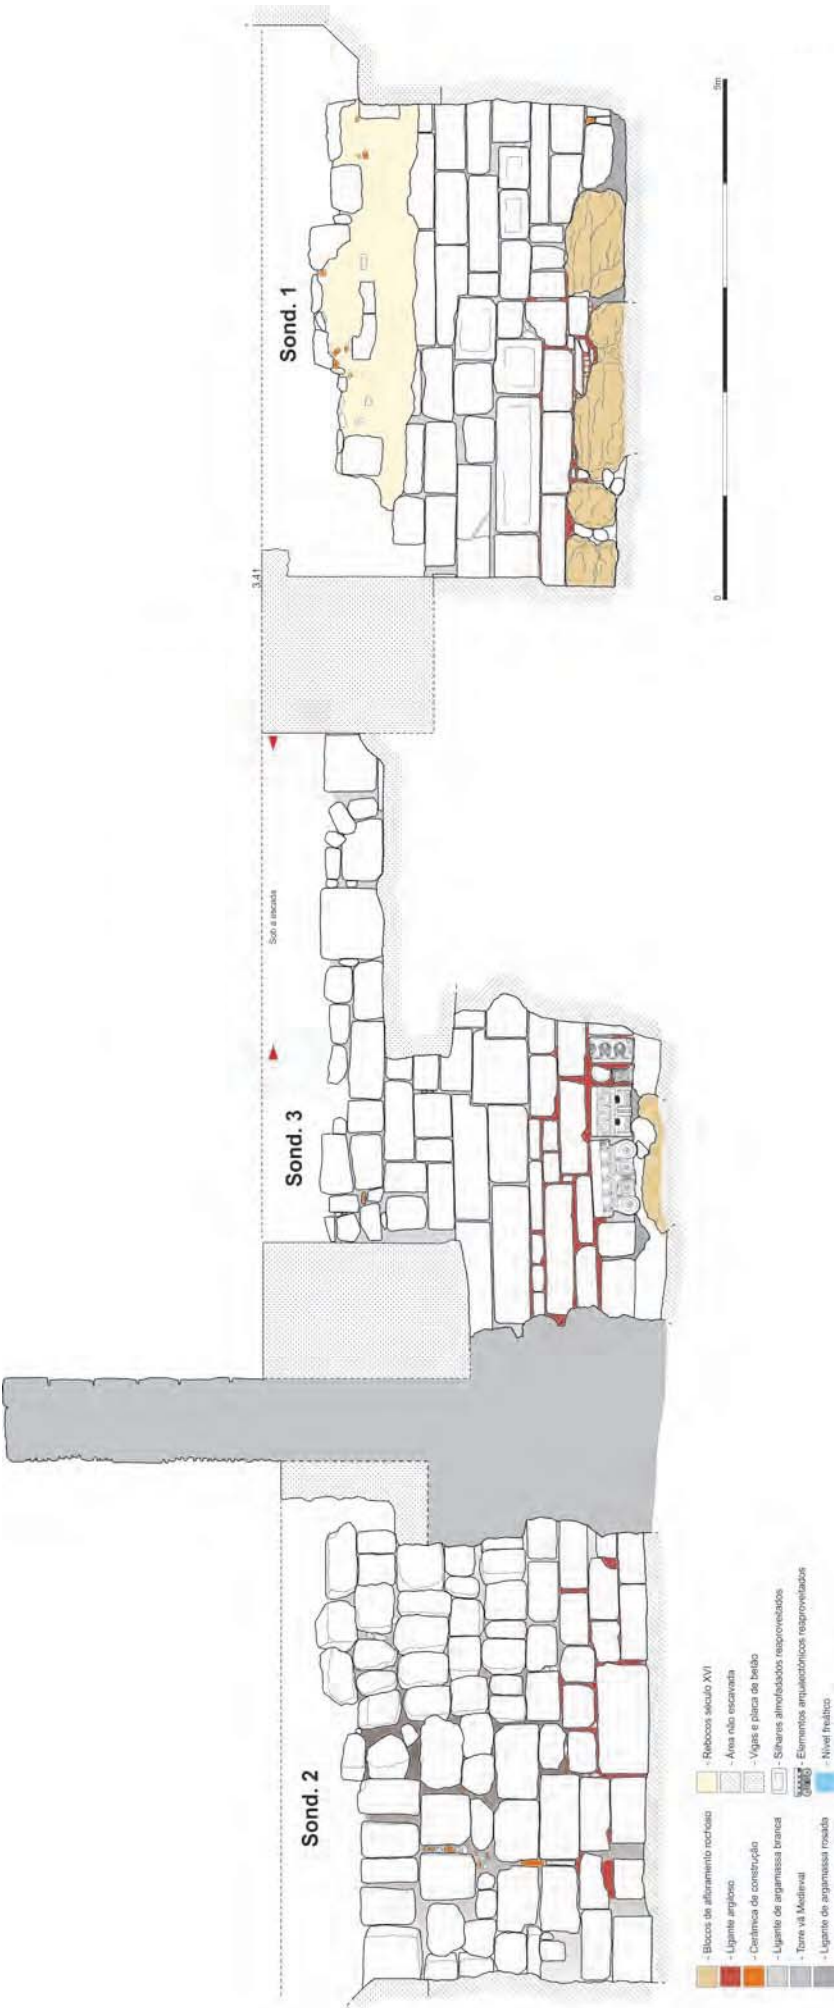 Sond. 2
Sond. 3
Sob a escada
3.41
Sond. 1
0
5m
- Blocos de afloramento rochoso
- Ligante argiloso
- Cerâmica de construção
- Ligante de argamassa branca
- Torre vã Medieval
- Ligante de argamassa rosada
- Rebocos século XVI
- Área não escavada
- Vigas e placa de betão
- Silhares almofadados reaproveitados
- Elementos arquitectónicos reaproveitados
- Nível freático